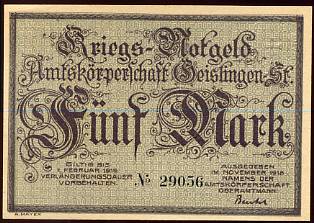 Kriegs-Notgeld
Amtskörperschaft Geislingen-St.
Fünf Mark
GILTIG BIS
1. FEBRUAR 1919
VERLÄNGERUNGSDAUER
VORBEHALTEN.
№ 29056
AUSGEGEBEN
IM NOVEMBER 1918
NAMENS DER
AMTSKÖRPERSCHAFT
OBERAMTMANN:
A. MAYER